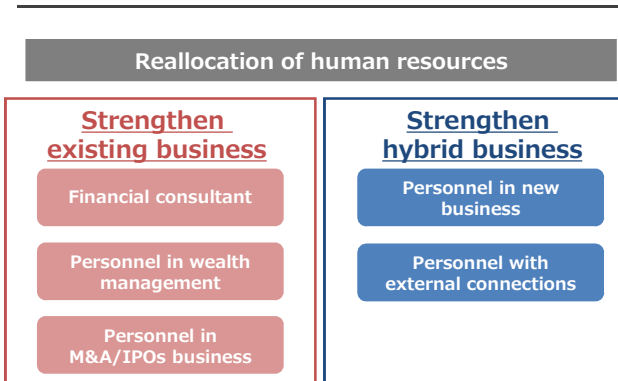 Reallocation of human resources
Strengthen
existing business
Financial consultant
Personnel in wealth
management
Personnel in
M&A/IPOs business
Strengthen
hybrid business
Personnel in new
business
Personnel with
external connections